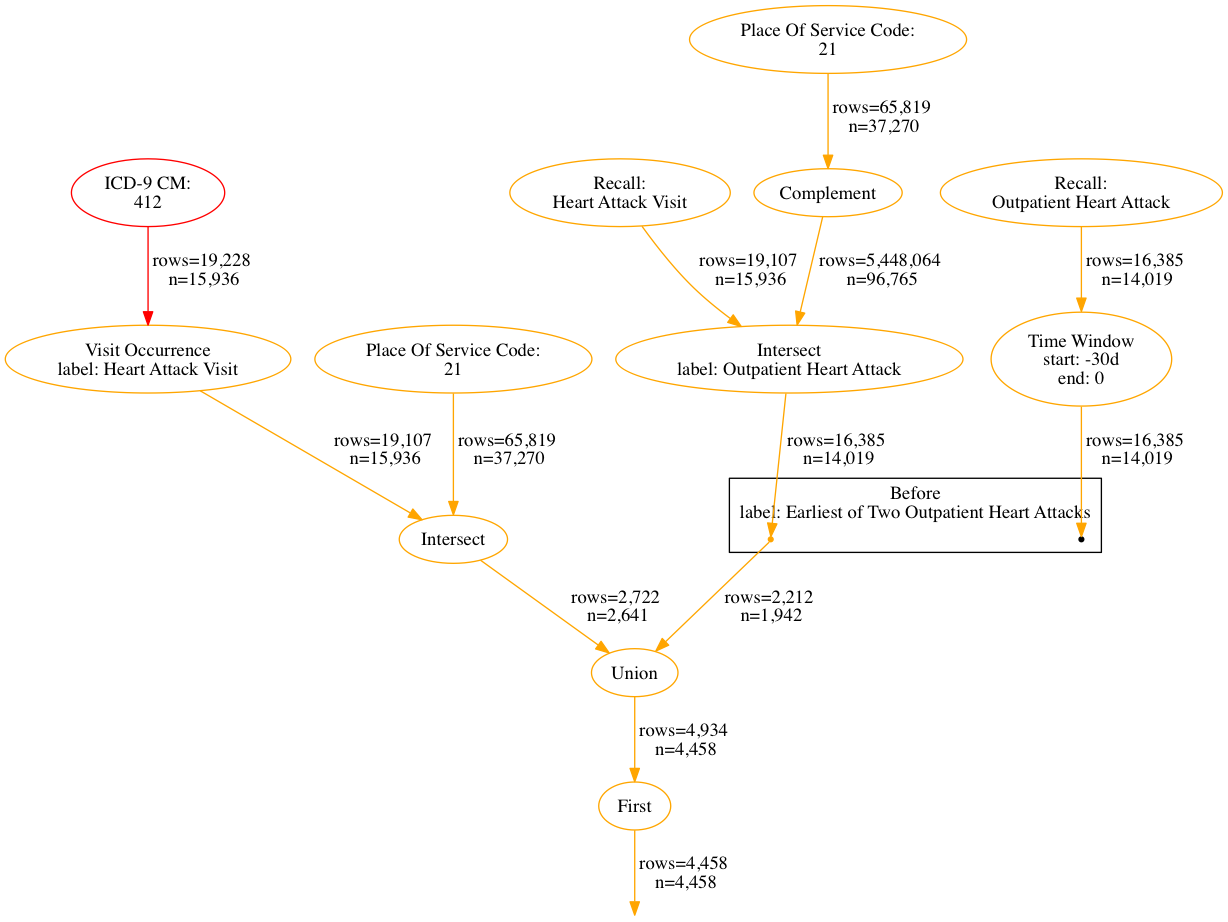 Place Of Service Code:
21
rows=65,819
n=37,270
ICD-9 CM:
412
Recall:
Heart Attack Visit
Complement
Recall:
Outpatient Heart Attack
rows=19,228
n=15,936
rows=19,107
n=15,936
rows=5,448,064
n=96,765
rows=16,385
n=14,019
Visit Occurrence
label: Heart Attack Visit
Place Of Service Code:
21
Intersect
label: Outpatient Heart Attack
Time Window
start: -30d
end: 0
rows=19,107
n=15,936
rows=65,819
n=37,270
rows=16,385
n=14,019
rows=16,385
n=14,019
Before
label: Earliest of Two Outpatient Heart Attacks
Intersect
rows=2,722
n=2,641
rows=2,212
n=1,942
Union
rows=4,934
n=4,458
First
rows=4,458
n=4,458